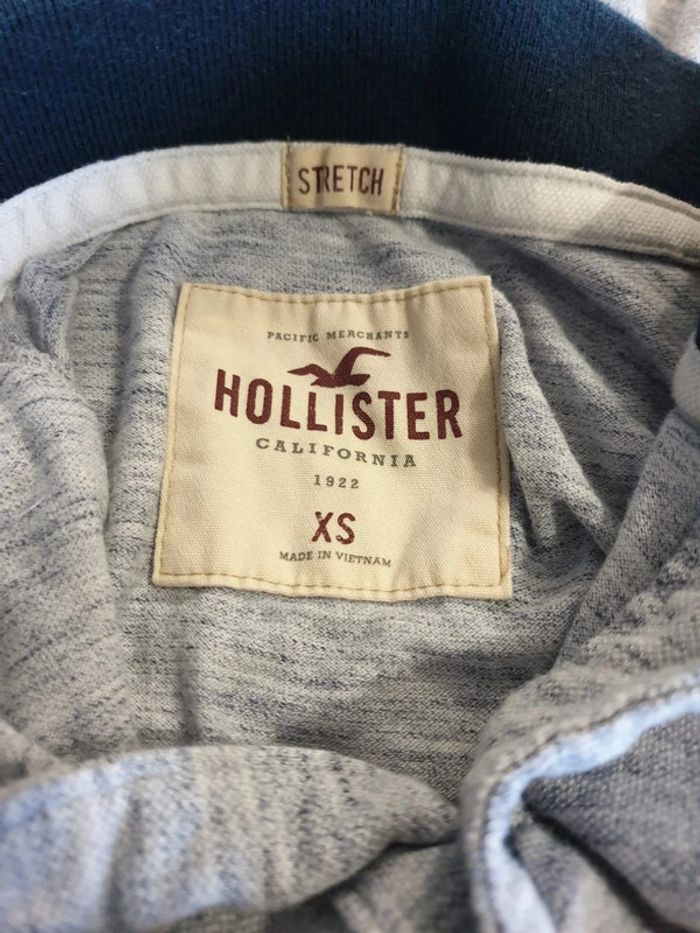 STRETCH
PACIFIC MERCHANTS
HOLLISTER
CALIFORNIA
1922
XS
MADE IN VIETNAM